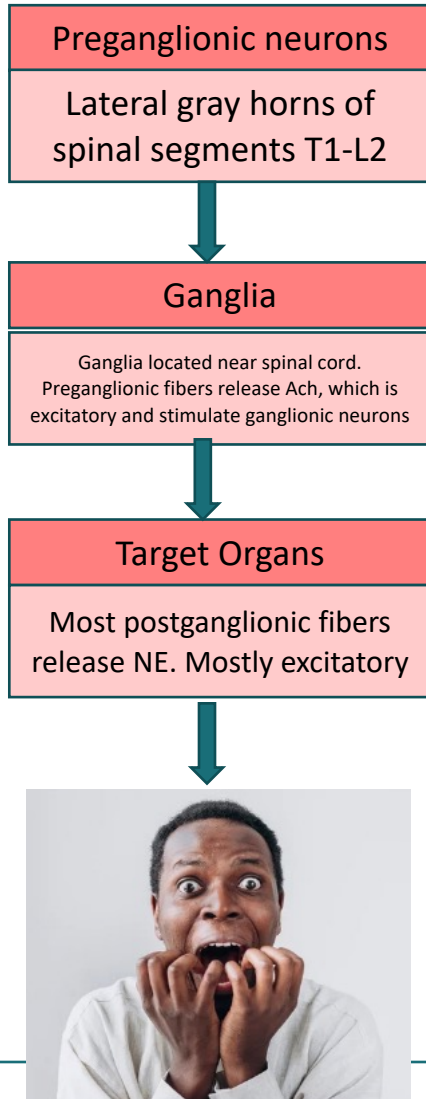 Preganglionic neurons
Lateral gray horns of
spinal segments T1-L2
Ganglia
Ganglia located near spinal cord.
Preganglionic fibers release Ach, which is
excitatory and stimulate ganglionic neurons
Target Organs
Most postganglionic fibers
release NE. Mostly excitatory